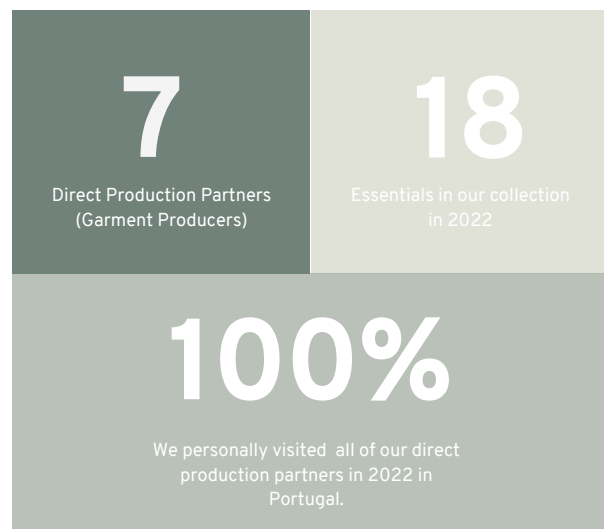 7
Direct Production Partners
(Garment Producers)
18
Essentials in our collection
in 2022
100%
We personally visited  all of our direct
production partners in 2022 in
Portugal.